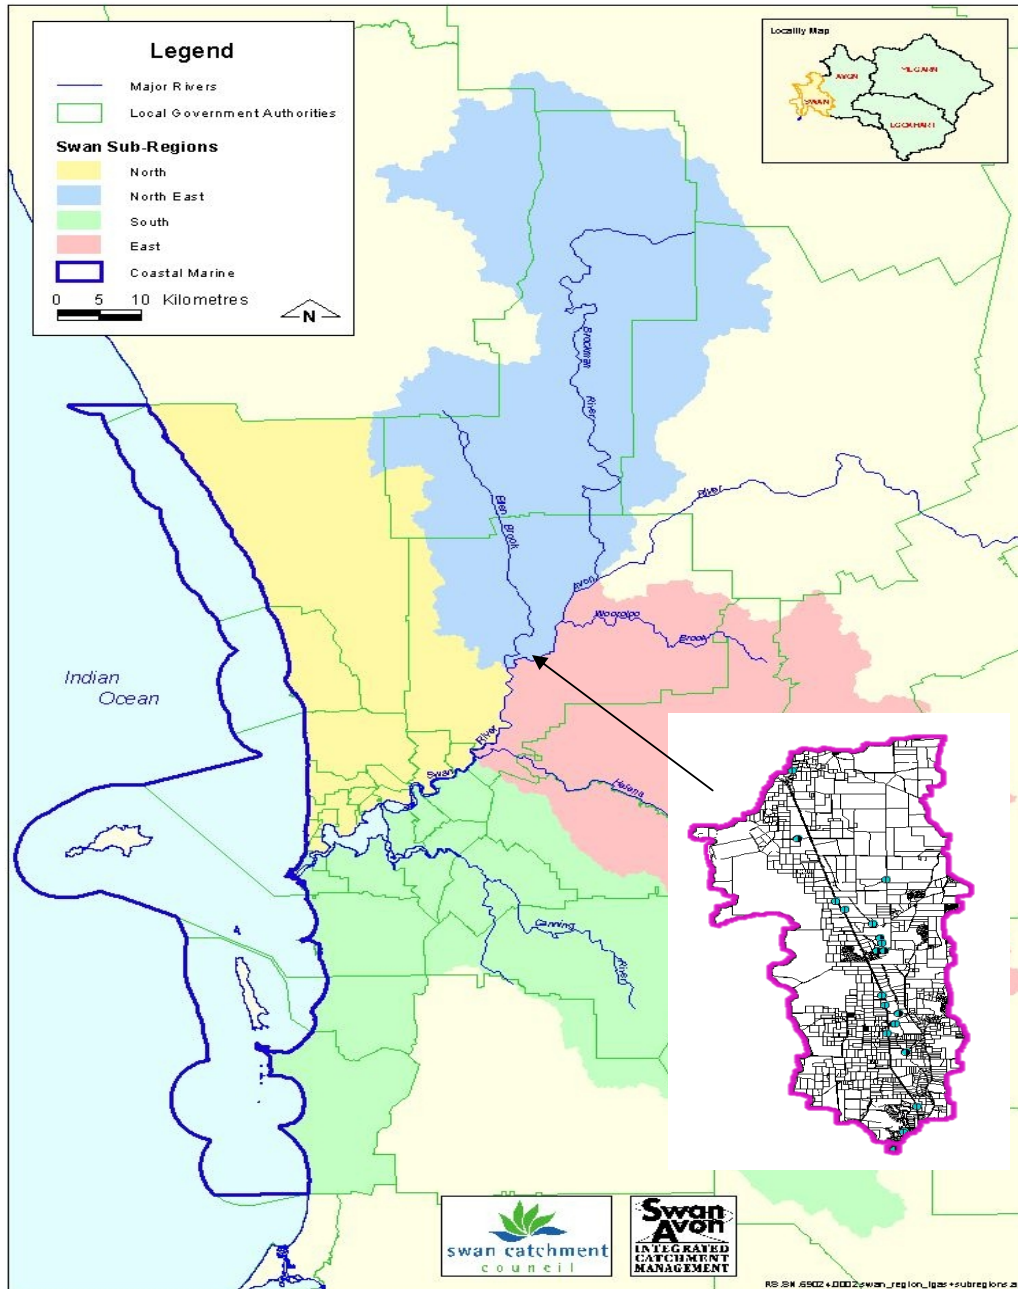 Legend
Major Rivers
Local Government Authorities
Swan Sub-Regions
North
North East
South
East
Coastal Marine
0 5 10 Kilometres
N
Locality Map
AVON
YILGARN
SWAN
LOCKHART
Brockman
River
Ellen Brook
River
Avon
Wooroloo
Brook
Indian
Ocean
River
Swan
Helena
Canning
River
swan catchment
council
Swan
Avon
INTEGRATED
CATCHMENT
MANAGEMENT